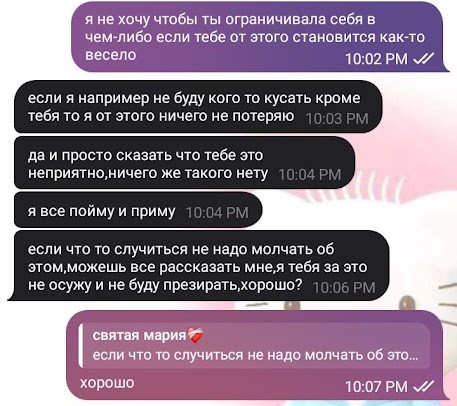 я не хочу чтобы ты ограничивала себя в
чем-либо если тебе от этого становится как-то
весело
10:02 PM
если я например не буду кого то кусать кроме
тебя то я от этого ничего не потеряю 10:03 PM
да и просто сказать что тебе это
неприятно,ничего же такого нету 10:04 PM
я все пойму и приму 10:04 PM
если что то случиться не надо молчать об
этом,можешь все рассказать мне,я тебя за это
не осужу и не буду презирать,хорошо? 10:06 PM
святая мария❤️‍🩹
если что то случиться не надо молчать об это...
хорошо 10:07 PM